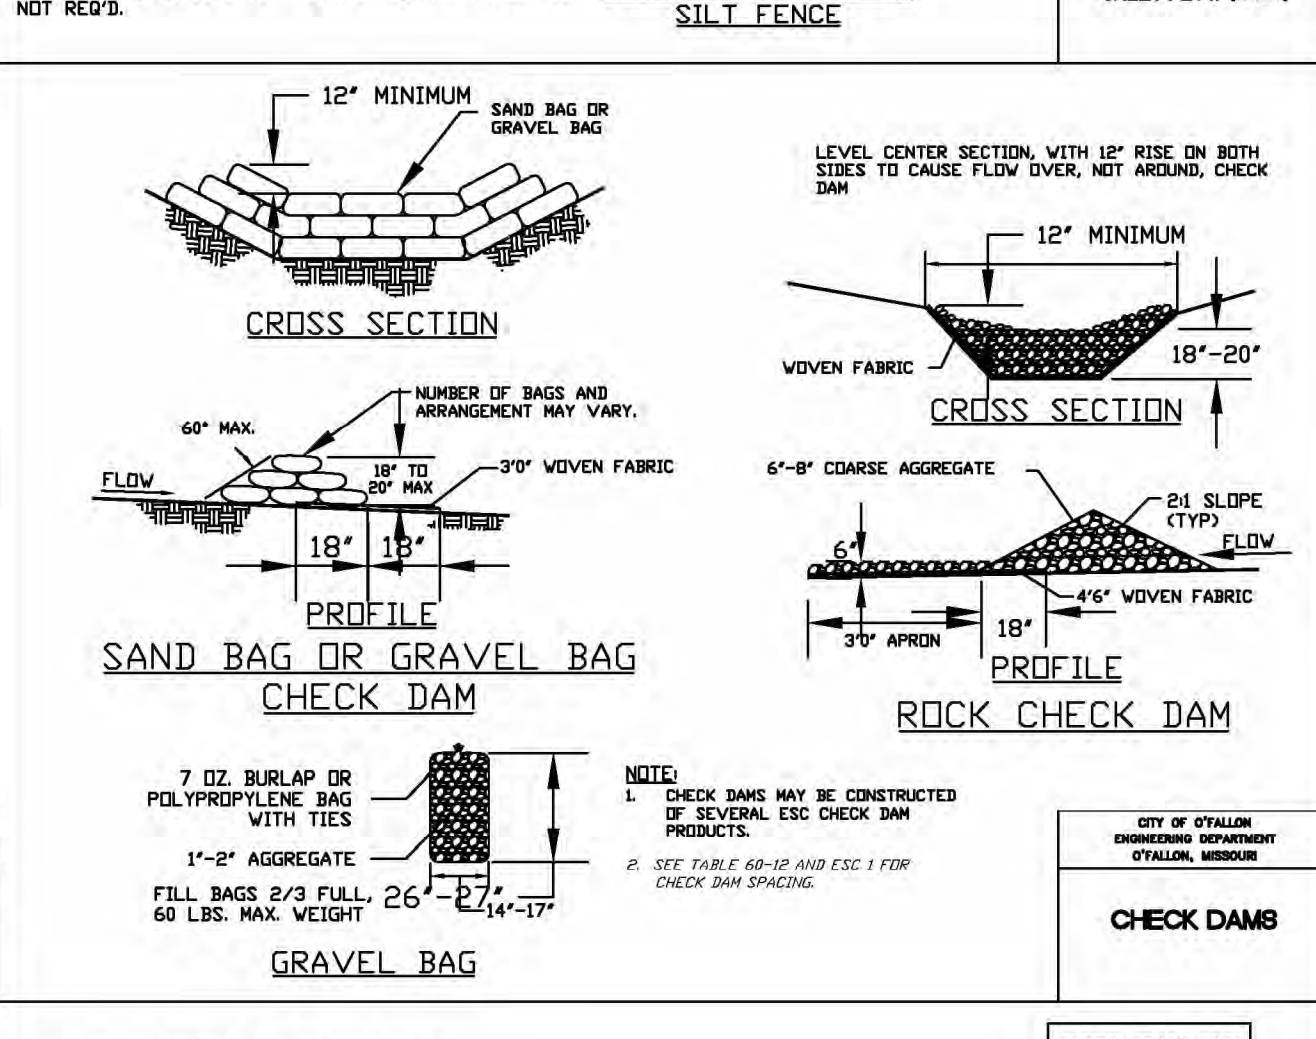 NOT REQ'D.
SILT FENCE
12" MINIMUM
SAND BAG OR
GRAVEL BAG
CROSS SECTION
LEVEL CENTER SECTION, WITH 12" RISE ON BOTH
SIDES TO CAUSE FLOW OVER, NOT AROUND, CHECK
DAM
12" MINIMUM
18"-20"
WOVEN FABRIC
CROSS SECTION
NUMBER OF BAGS AND
ARRANGEMENT MAY VARY.
60° MAX.
FLOW
18" TO
20" MAX
3'0" WOVEN FABRIC
18"
18"
PROFILE
SAND BAG OR GRAVEL BAG
CHECK DAM
6"-8" COARSE AGGREGATE
2:1 SLOPE
(TYP)
FLOW
6"
4'6" WOVEN FABRIC
3'0" APRON
18"
PROFILE
ROCK CHECK DAM
7 OZ. BURLAP OR
POLYPROPYLENE BAG
WITH TIES
1"-2" AGGREGATE
FILL BAGS 2/3 FULL,
60 LBS. MAX. WEIGHT
26"-27"
14"-17"
GRAVEL BAG
NOTE:
1. CHECK DAMS MAY BE CONSTRUCTED
OF SEVERAL ESC CHECK DAM
PRODUCTS.
2. SEE TABLE 60-12 AND ESC 1 FOR
CHECK DAM SPACING.
CITY OF O'FALLON
ENGINEERING DEPARTMENT
O'FALLON, MISSOURI
CHECK DAMS